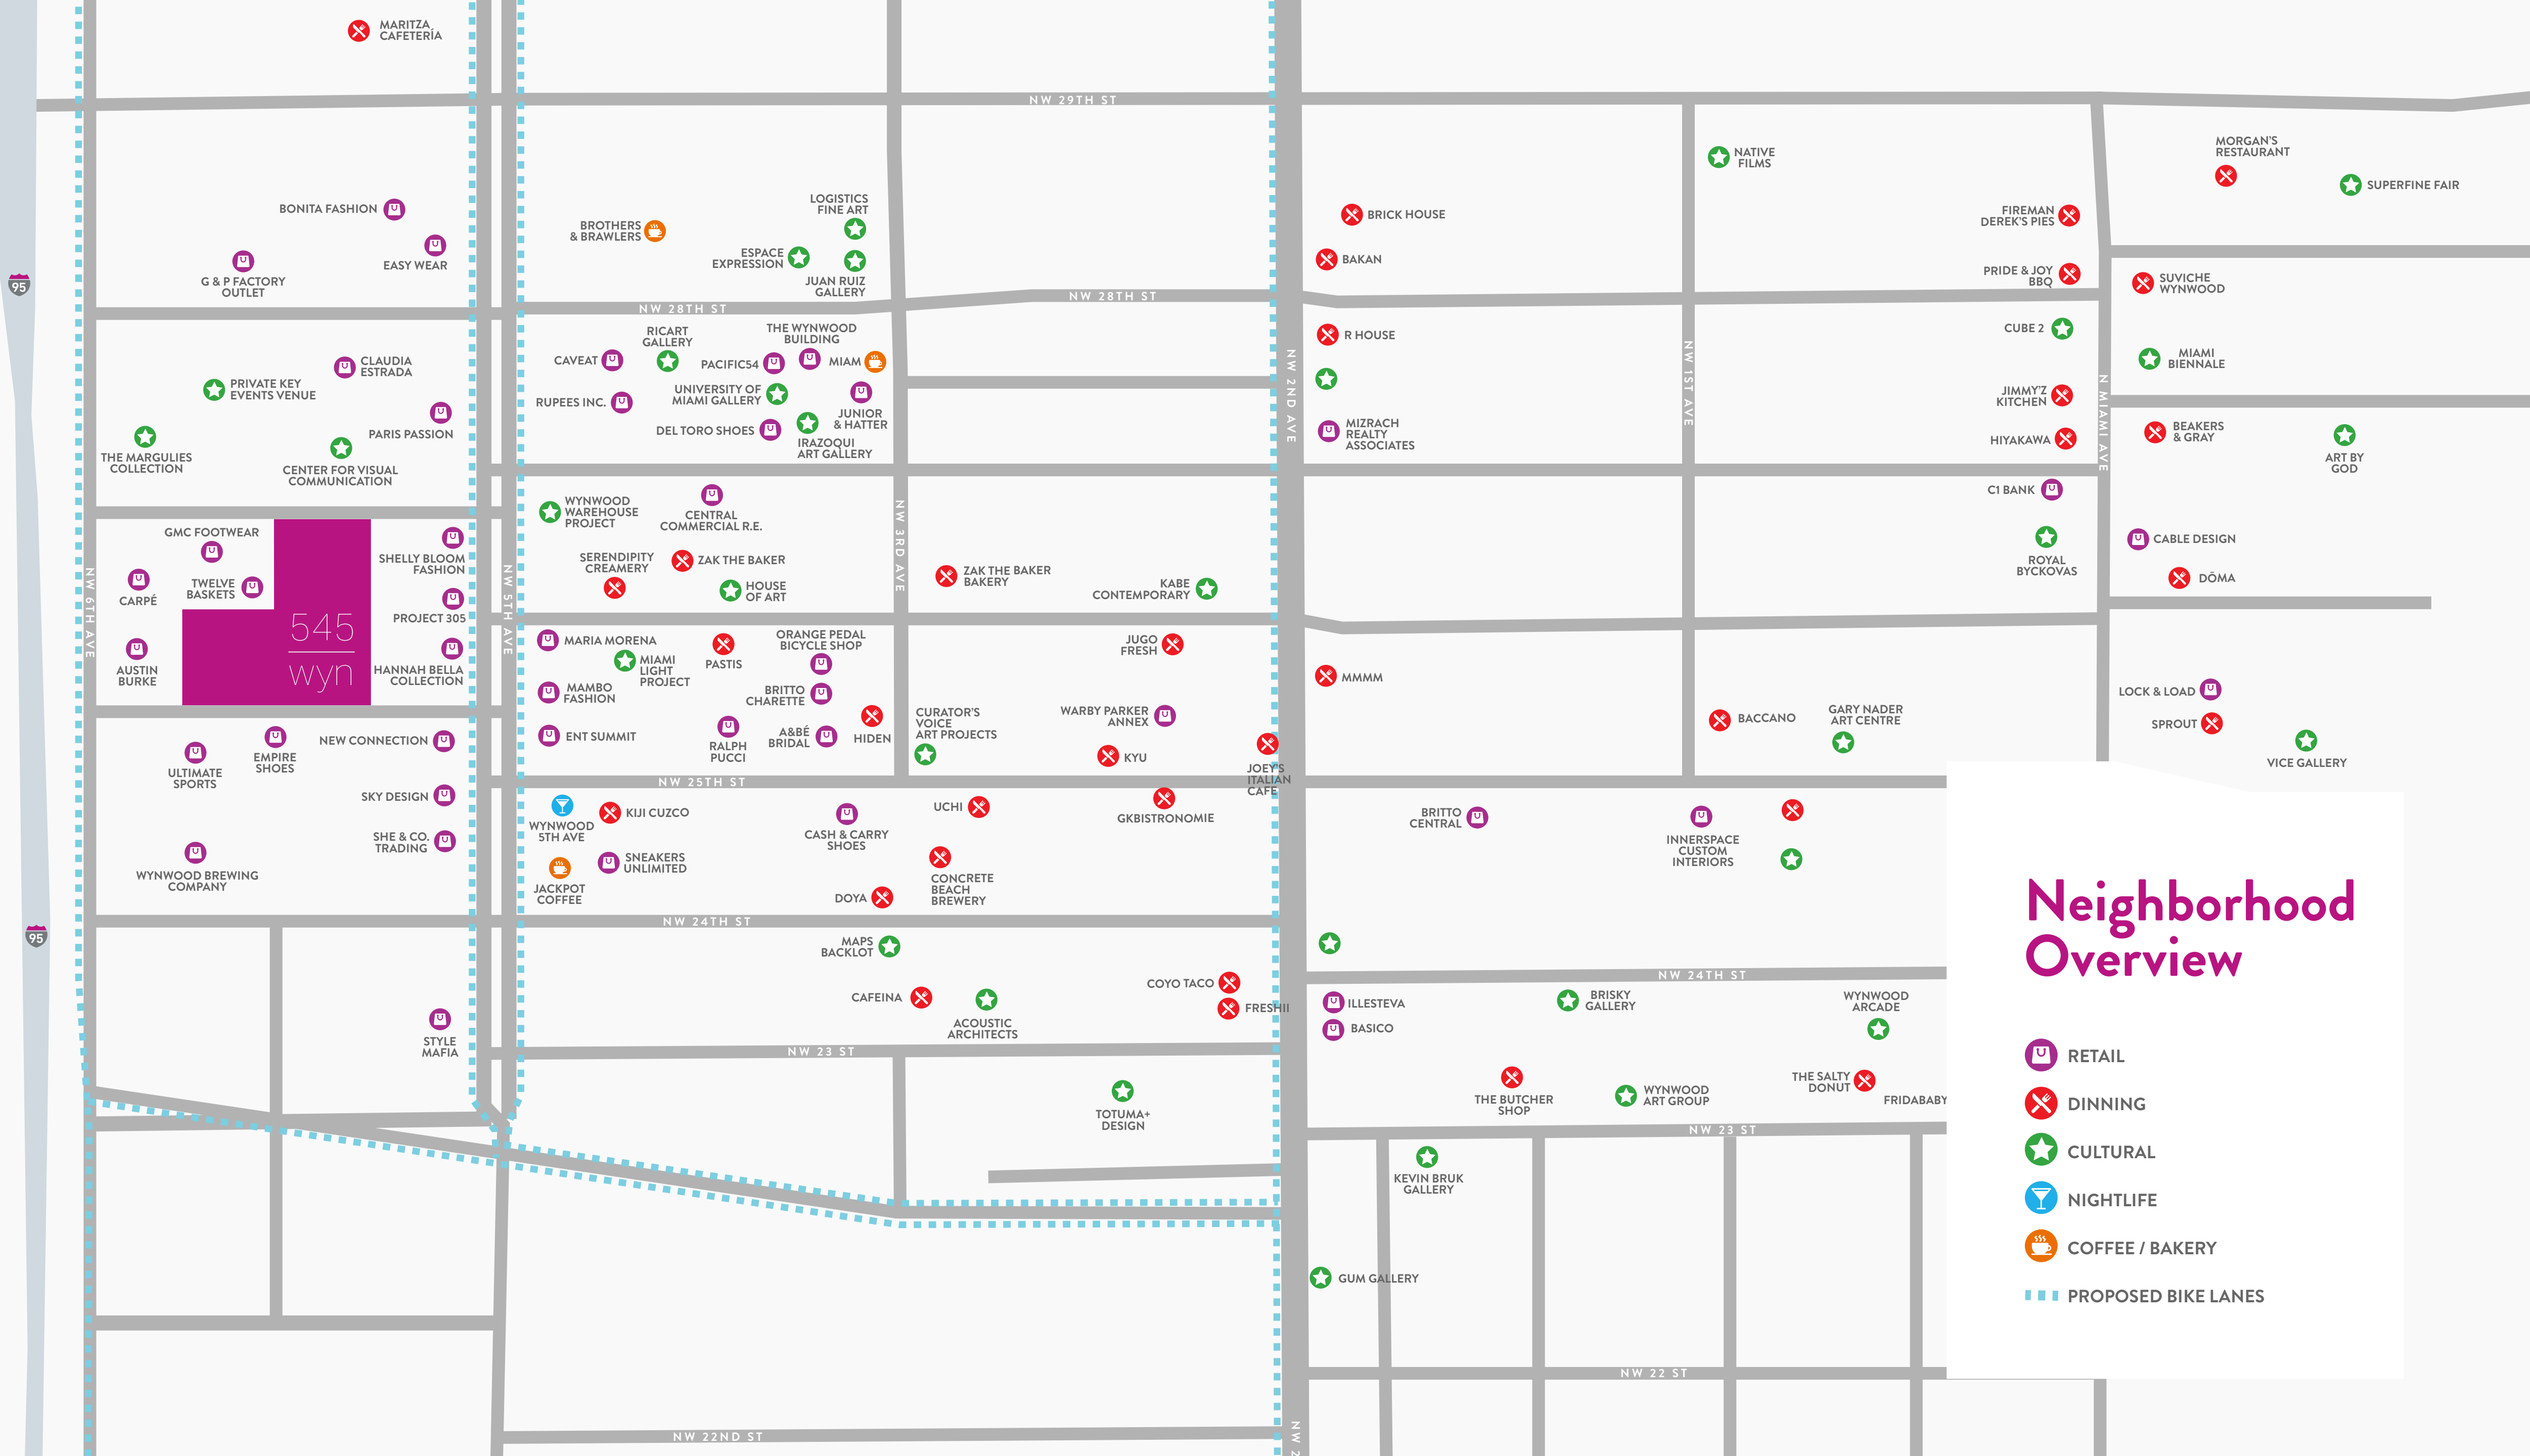 MARITZA
CAFETERÍA
NW 29TH ST
BONITA FASHION
EASY WEAR
G & P FACTORY
OUTLET
95
BROTHERS
& BRAWLERS
LOGISTICS
FINE ART
ESPACE
EXPRESSION
JUAN RUIZ
GALLERY
BRICK HOUSE
BAKAN
NATIVE
FILMS
FIREMAN
DEREK'S PIES
PRIDE & JOY
BBQ
MORGAN'S
RESTAURANT
SUPERFINE FAIR
SUVICHE
WYNWOOD
NW 28TH ST
NW 28TH ST
CLAUDIA
ESTRADA
PRIVATE KEY
EVENTS VENUE
PARIS PASSION
THE MARGULIES
COLLECTION
CENTER FOR VISUAL
COMMUNICATION
CAVEAT
RICART
GALLERY
THE WYNWOOD
BUILDING
PACIFIC54
MIAM
RUPEES INC.
UNIVERSITY OF
MIAMI GALLERY
JUNIOR
& HATTER
DEL TORO SHOES
IRAZOQUI
ART GALLERY
R HOUSE
MIZRACH
REALTY
ASSOCIATES
NW 2ND AVE
NW 1ST AVE
N MIAMI AVE
CUBE 2
JIMMY'Z
KITCHEN
HIYAKAWA
MIAMI
BIENNALE
BEAKERS
& GRAY
ART BY
GOD
GMC FOOTWEAR
CARPÉ
TWELVE
BASKETS
AUSTIN
BURKE
545
wyn
SHELLY BLOOM
FASHION
PROJECT 305
HANNAH BELLA
COLLECTION
NW 6TH AVE
NW 5TH AVE
NW 3RD AVE
WYNWOOD
WAREHOUSE
PROJECT
CENTRAL
COMMERCIAL R.E.
SERENDIPITY
CREAMERY
ZAK THE BAKER
HOUSE
OF ART
ZAK THE BAKER
BAKERY
KABE
CONTEMPORARY
C1 BANK
ROYAL
BYCKOVAS
CABLE DESIGN
DŌMA
MARIA MORENA
MIAMI
LIGHT
PROJECT
PASTIS
ORANGE PEDAL
BICYCLE SHOP
MAMBO
FASHION
BRITTO
CHARETTE
ENT SUMMIT
RALPH
PUCCI
A&BÉ
BRIDAL
HIDEN
CURATOR'S
VOICE
ART PROJECTS
JUGO
FRESH
WARBY PARKER
ANNEX
KYU
JOEY'S
ITALIAN
CAFE
MMMM
BACCANO
GARY NADER
ART CENTRE
LOCK & LOAD
SPROUT
VICE GALLERY
NW 25TH ST
ULTIMATE
SPORTS
EMPIRE
SHOES
NEW CONNECTION
SKY DESIGN
SHE & CO.
TRADING
WYNWOOD BREWING
COMPANY
95
WYNWOOD
5TH AVE
KIJI CUZCO
JACKPOT
COFFEE
SNEAKERS
UNLIMITED
CASH & CARRY
SHOES
UCHI
CONCRETE
BEACH
BREWERY
DOYA
GKBISTRONOMIE
BRITTO
CENTRAL
INNERSPACE
CUSTOM
INTERIORS
NW 24TH ST
NW 24TH ST
STYLE
MAFIA
MAPS
BACKLOT
CAFEINA
ACOUSTIC
ARCHITECTS
COYO TACO
FRESHII
ILLESTEVA
BASICO
BRISKY
GALLERY
WYNWOOD
ARCADE
THE BUTCHER
SHOP
WYNWOOD
ART GROUP
THE SALTY
DONUT
FRIDABABY
NW 23 ST
NW 23 ST
TOTUMA+
DESIGN
KEVIN BRUK
GALLERY
GUM GALLERY
NW 22 ST
NW 22ND ST
NW 2
Neighborhood
Overview
RETAIL
DINNING
CULTURAL
NIGHTLIFE
COFFEE / BAKERY
PROPOSED BIKE LANES